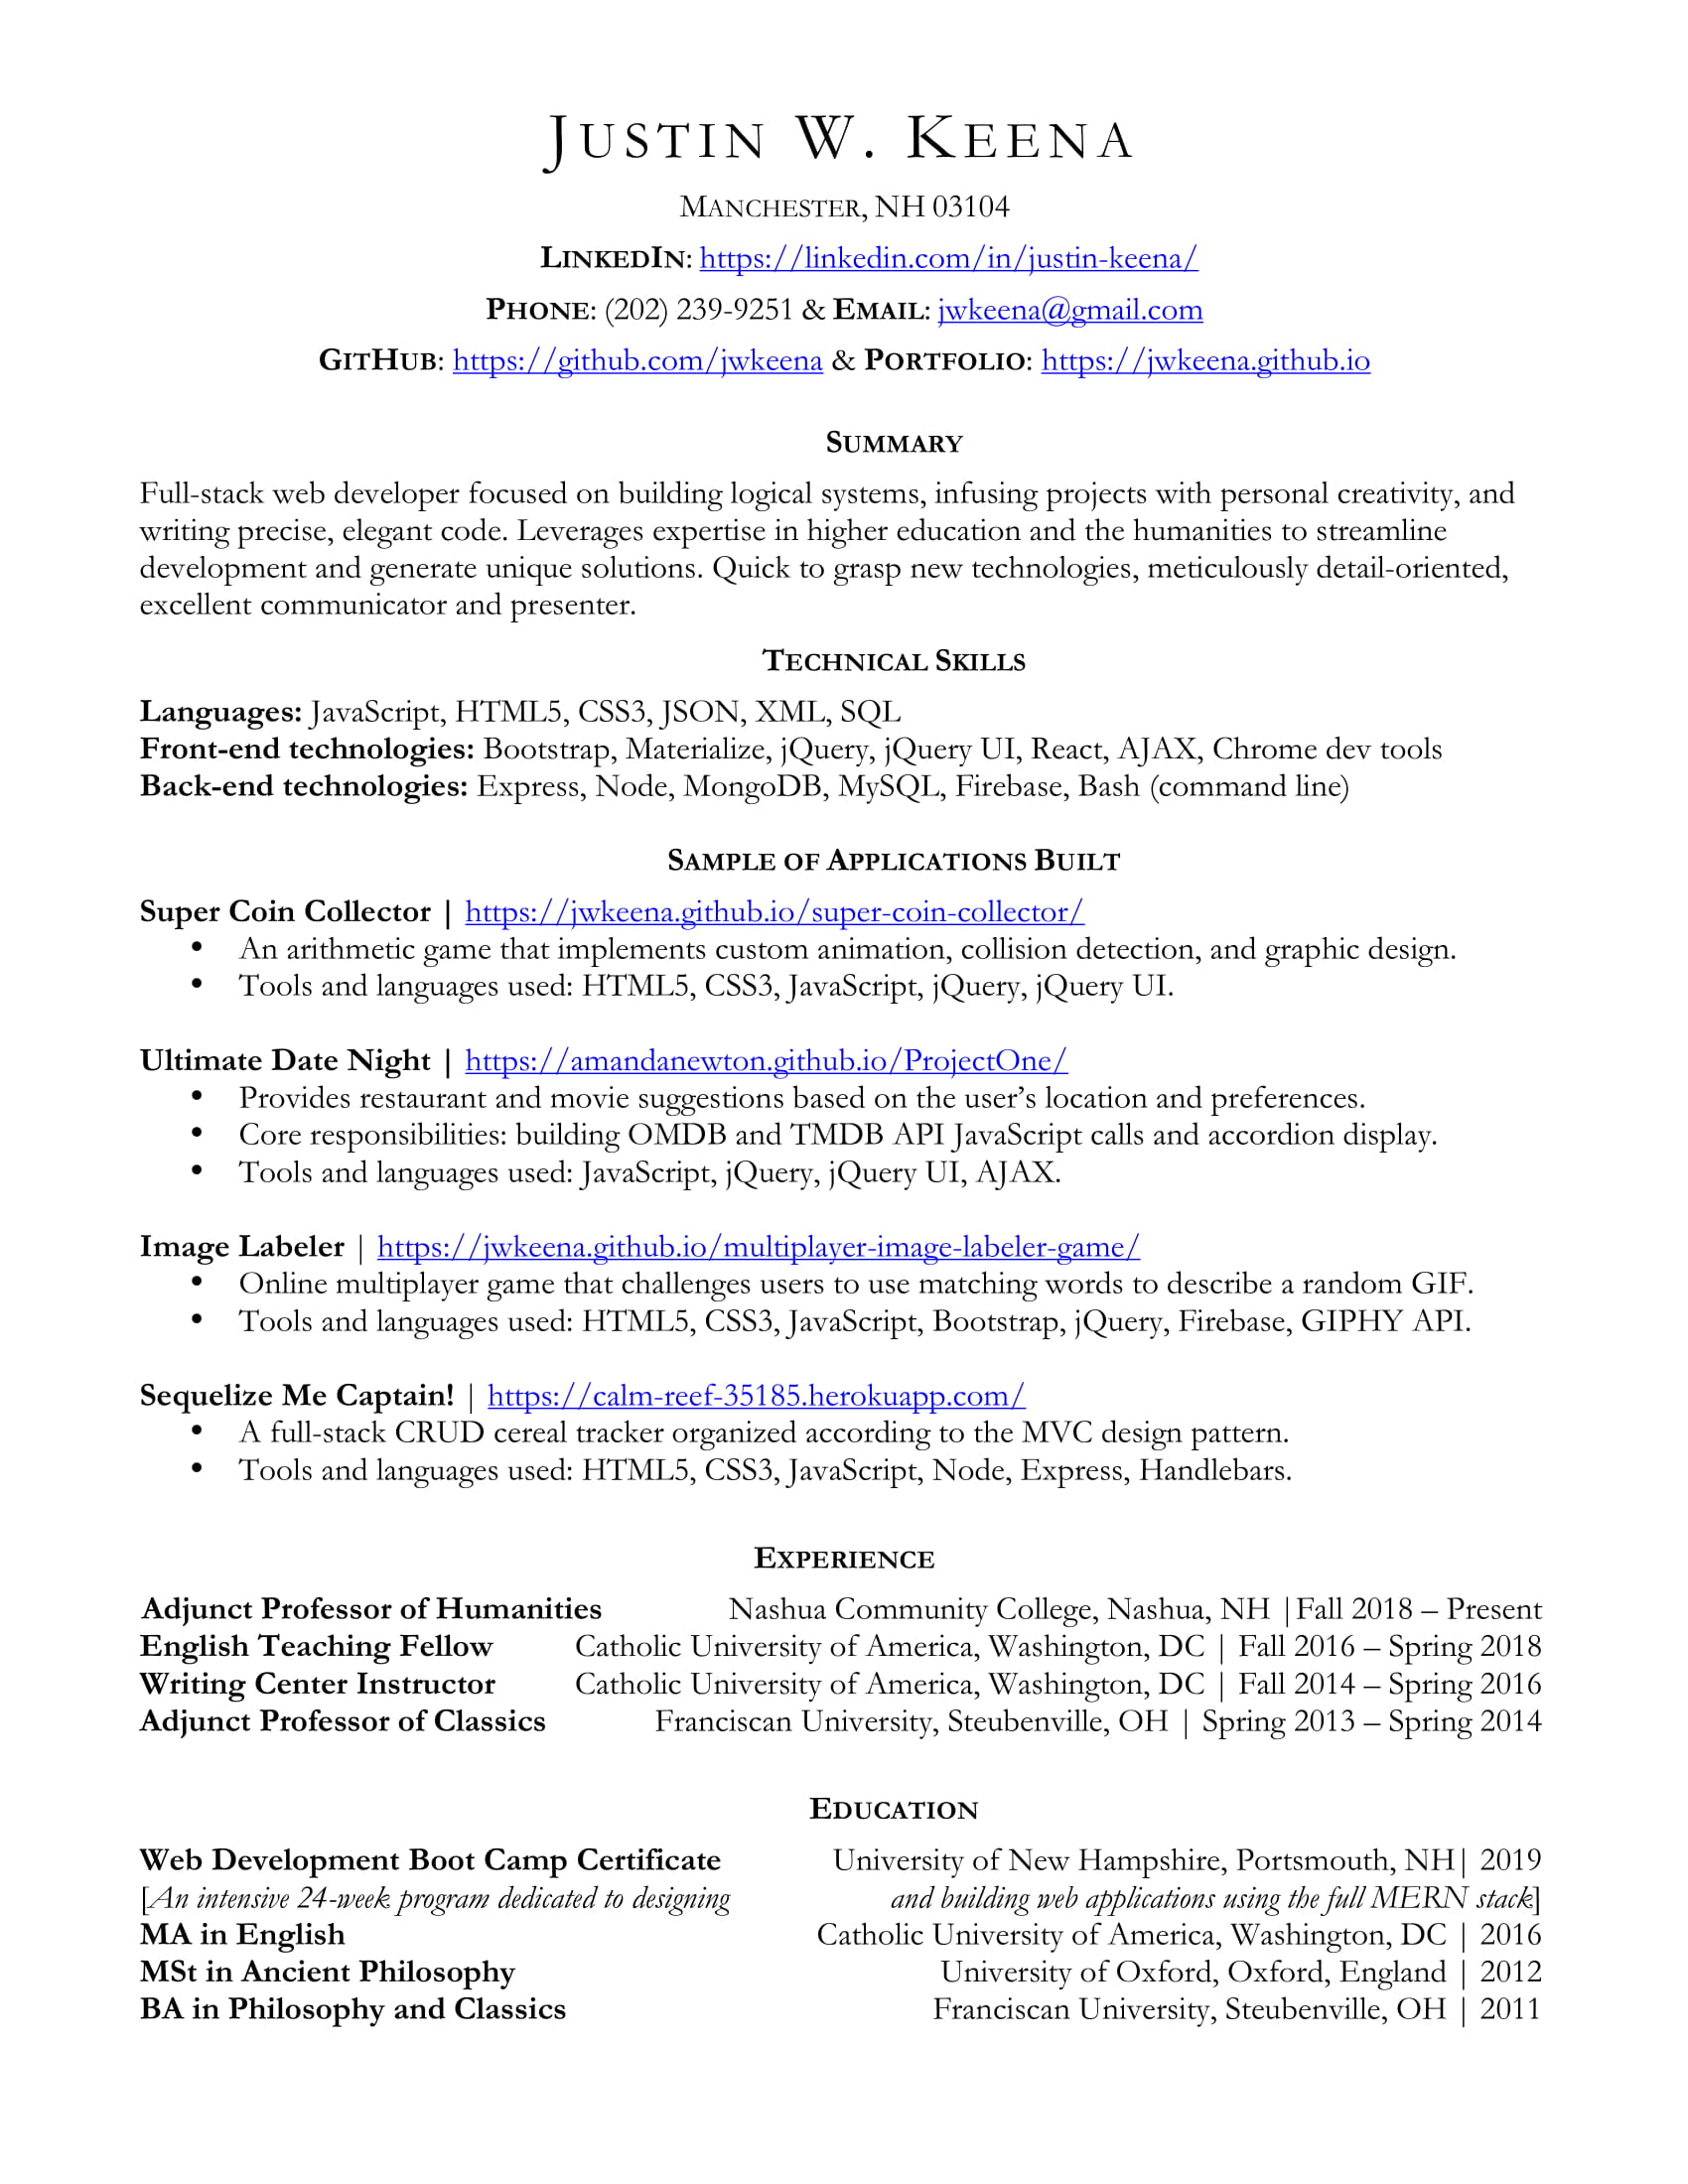 JUSTIN W. KEENA
MANCHESTER, NH 03104
LINKEDIN: https://linkedin.com/in/justin-keena/
PHONE: (202) 239-9251 & EMAIL: jwkeena@gmail.com
GITHUB: https://github.com/jwkeena & PORTFOLIO: https://jwkeena.github.io
SUMMARY
Full-stack web developer focused on building logical systems, infusing projects with personal creativity, and
writing precise, elegant code. Leverages expertise in higher education and the humanities to streamline
development and generate unique solutions. Quick to grasp new technologies, meticulously detail-oriented,
excellent communicator and presenter.
TECHNICAL SKILLS
Languages: JavaScript, HTML5, CSS3, JSON, XML, SQL
Front-end technologies: Bootstrap, Materialize, jQuery, jQuery UI, React, AJAX, Chrome dev tools
Back-end technologies: Express, Node, MongoDB, MySQL, Firebase, Bash (command line)
SAMPLE OF APPLICATIONS BUILT
Super Coin Collector | https://jwkeena.github.io/super-coin-collector/
• An arithmetic game that implements custom animation, collision detection, and graphic design.
• Tools and languages used: HTML5, CSS3, JavaScript, jQuery, jQuery UI.
Ultimate Date Night | https://amandanewton.github.io/ProjectOne/
• Provides restaurant and movie suggestions based on the user’s location and preferences.
• Core responsibilities: building OMDB and TMDB API JavaScript calls and accordion display.
• Tools and languages used: JavaScript, jQuery, jQuery UI, AJAX.
Image Labeler | https://jwkeena.github.io/multiplayer-image-labeler-game/
• Online multiplayer game that challenges users to use matching words to describe a random GIF.
• Tools and languages used: HTML5, CSS3, JavaScript, Bootstrap, jQuery, Firebase, GIPHY API.
Sequelize Me Captain! | https://calm-reef-35185.herokuapp.com/
• A full-stack CRUD cereal tracker organized according to the MVC design pattern.
• Tools and languages used: HTML5, CSS3, JavaScript, Node, Express, Handlebars.
EXPERIENCE
Adjunct Professor of Humanities Nashua Community College, Nashua, NH |Fall 2018 – Present
English Teaching Fellow Catholic University of America, Washington, DC | Fall 2016 – Spring 2018
Writing Center Instructor Catholic University of America, Washington, DC | Fall 2014 – Spring 2016
Adjunct Professor of Classics Franciscan University, Steubenville, OH | Spring 2013 – Spring 2014
EDUCATION
Web Development Boot Camp Certificate University of New Hampshire, Portsmouth, NH| 2019
[An intensive 24-week program dedicated to designing and building web applications using the full MERN stack]
MA in English Catholic University of America, Washington, DC | 2016
MSt in Ancient Philosophy University of Oxford, Oxford, England | 2012
BA in Philosophy and Classics Franciscan University, Steubenville, OH | 2011